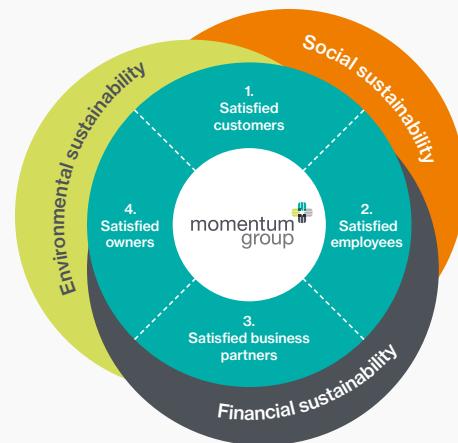 Social sustainability
Environmental sustainability
1.
Satisfied
customers
4.
Satisfied
owners
momentum
group
2.
Satisfied
employees
3.
Satisfied business
partners
Financial sustainability